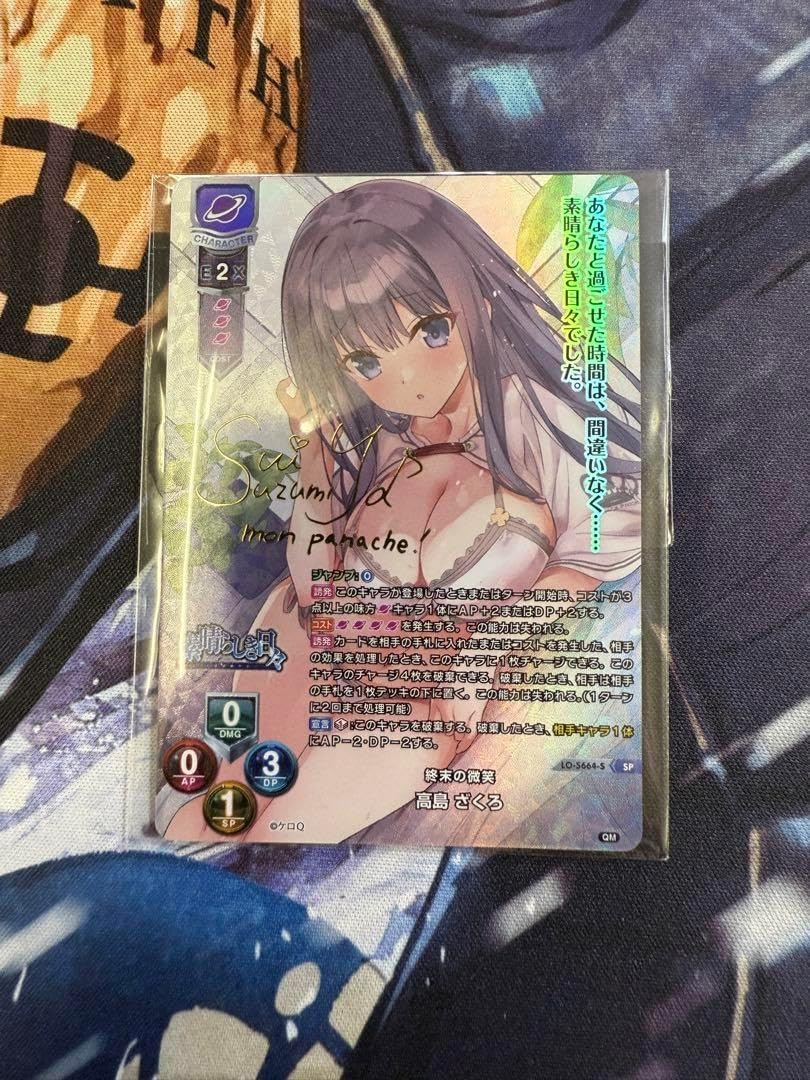 TH
CHARACTER
E 2 X
COST
あなたと過ごせた時間は、間違いなく……
素晴らしき日々でした。
Sui
Suzumiya
mon panache!
ジャンプ:0
誘発 このキャラが登場したときまたはターン開始時、コストが3
点以上の味方キャラ1体にAP+2またはDP+2する。
コスト を発生する。この能力は失われる。
誘発 カードを相手の手札に入れたまたはコストを発生した、相手
の効果を処理したとき、このキャラに1枚チャージできる。この
キャラのチャージ4枚を破棄できる。破棄したとき、相手は相手
の手札を1枚デッキの下に置く。この能力は失われる。(1ターン
に2回まで処理可能)
宣言 :このキャラを破棄する。破棄したとき、相手キャラ1体
にAP-2・DP-2する。
素晴らしき日々
0
DMG
0
AP
3
DP
1
SP
LO-5664-S SP
終末の微笑
高島 ざくろ
©ケロQ
QM